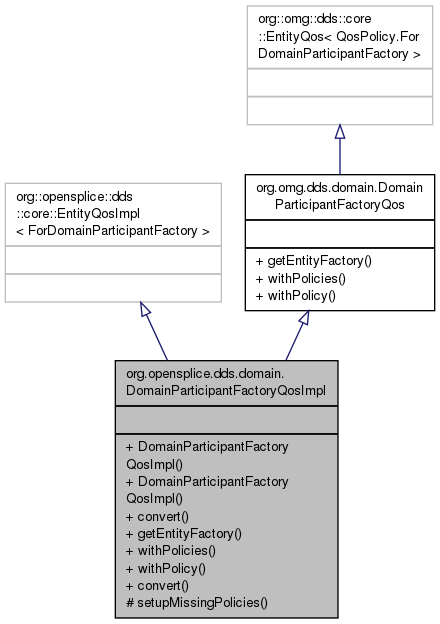 org::omg::dds::core
::EntityQos< QosPolicy.For
DomainParticipantFactory >
org::opensplice::dds
::core::EntityQosImpl
< ForDomainParticipantFactory >
org.omg.dds.domain.Domain
ParticipantFactoryQos
+ getEntityFactory()
+ withPolicies()
+ withPolicy()
org.opensplice.dds.domain.
DomainParticipantFactoryQosImpl
+ DomainParticipantFactory
QosImpl()
+ DomainParticipantFactory
QosImpl()
+ convert()
+ getEntityFactory()
+ withPolicies()
+ withPolicy()
+ convert()
# setupMissingPolicies()